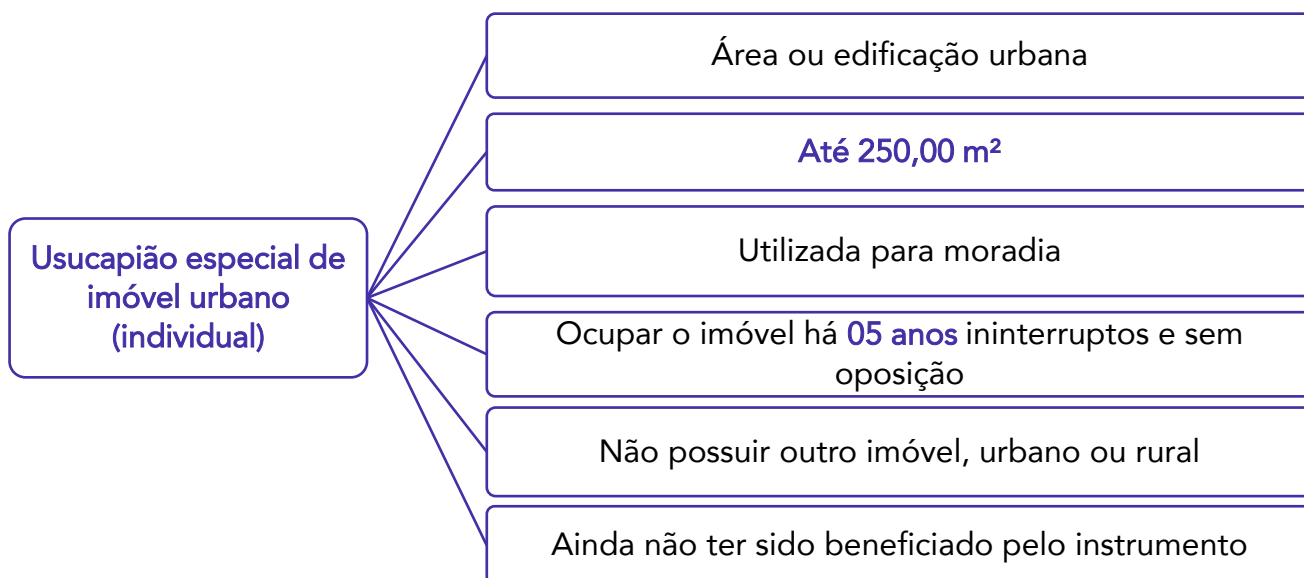 Usucapião especial de
imóvel urbano
(individual)
Área ou edificação urbana
Até 250,00 m²
Utilizada para moradia
Ocupar o imóvel há 05 anos ininterruptos e sem
oposição
Não possuir outro imóvel, urbano ou rural
Ainda não ter sido beneficiado pelo instrumento